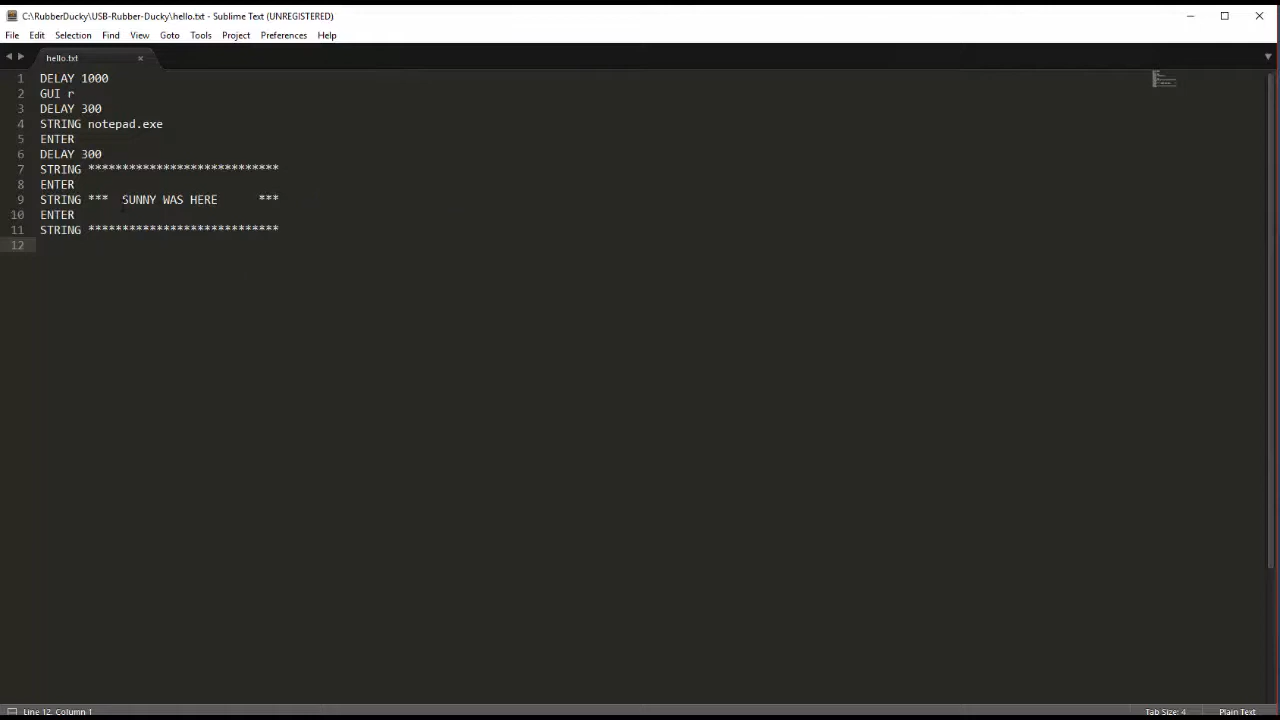 C:\RubberDucky\USB-Rubber-Ducky\hello.txt - Sublime Text (UNREGISTERED)
File Edit Selection Find View Goto Tools Project Preferences Help
hello.txt
1 DELAY 1000
2 GUI r
3 DELAY 300
4 STRING notepad.exe
5 ENTER
6 DELAY 300
7 STRING ****************************
8 ENTER
9 STRING ***  SUNNY WAS HERE      ***
10 ENTER
11 STRING ****************************
12
Line 12, Column 1 Tab Size: 4 Plain Text